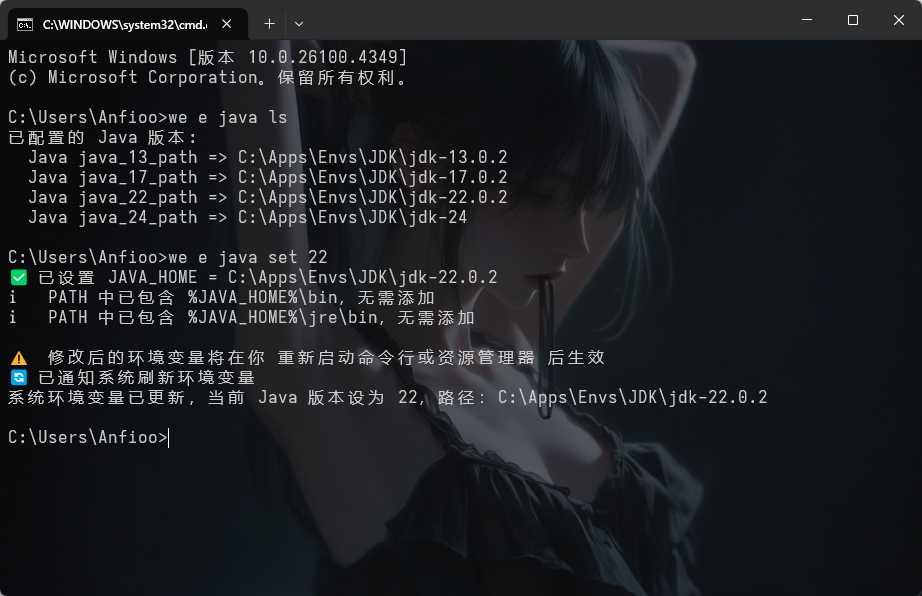 C:\WINDOWS\system32\cmd.
Microsoft Windows [版本 10.0.26100.4349]
(c) Microsoft Corporation。保留所有权利。
C:\Users\Anfioo>we e java ls
已配置的 Java 版本:
Java java_13_path => C:\Apps\Envs\JDK\jdk-13.0.2
Java java_17_path => C:\Apps\Envs\JDK\jdk-17.0.2
Java java_22_path => C:\Apps\Envs\JDK\jdk-22.0.2
Java java_24_path => C:\Apps\Envs\JDK\jdk-24
C:\Users\Anfioo>we e java set 22
✅ 已设置 JAVA_HOME = C:\Apps\Envs\JDK\jdk-22.0.2
i PATH 中已包含 %JAVA_HOME%\bin，无需添加
i PATH 中已包含 %JAVA_HOME%\jre\bin，无需添加
⚠ 修改后的环境变量将在你 重新启动命令行或资源管理器 后生效
🔄 已通知系统刷新环境变量
系统环境变量已更新，当前 Java 版本设为 22，路径：C:\Apps\Envs\JDK\jdk-22.0.2
C:\Users\Anfioo>